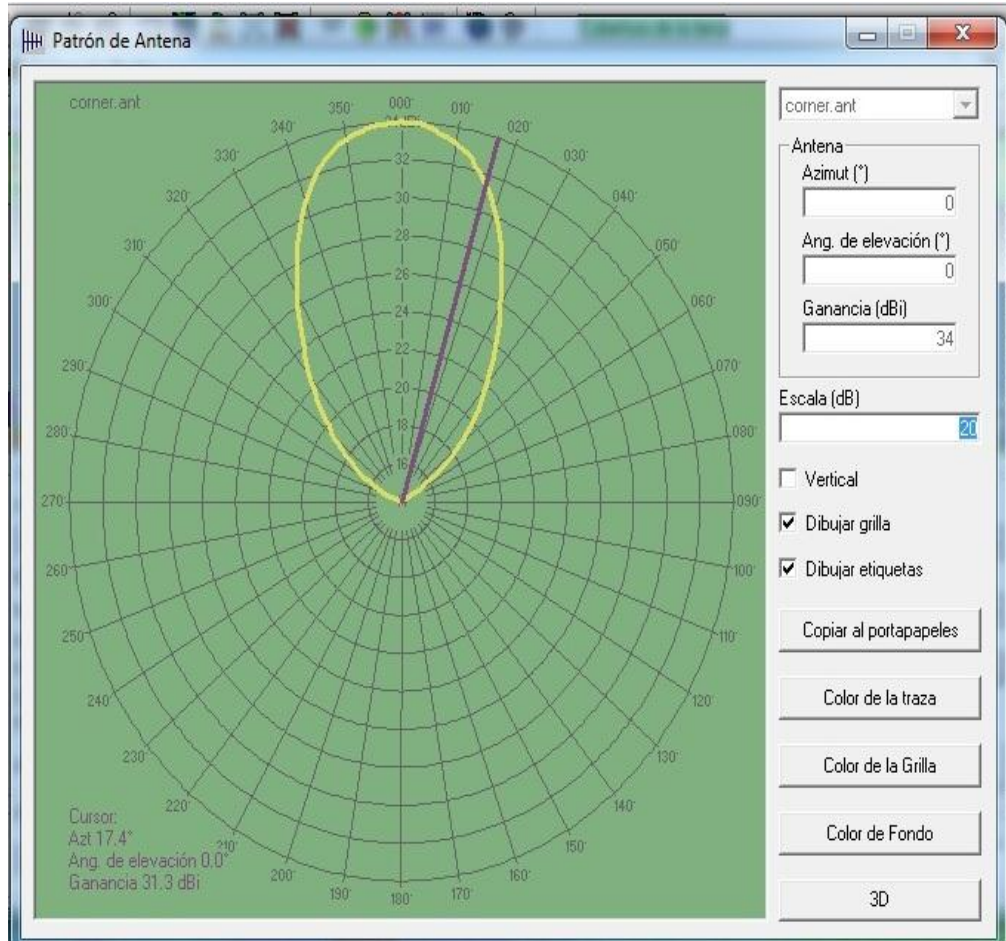 Patrón de Antena
corner.ant
000°
010°
020°
030°
040°
050°
060°
070°
080°
090°
100°
110°
120°
130°
140°
150°
160°
170°
180°
190°
200°
210°
220°
230°
240°
250°
260°
270°
280°
290°
300°
310°
320°
330°
340°
350°
32
30
28
26
24
22
20
18
16
Cursor:
Azt 17.4°
Ang. de elevación 0.0°
Ganancia 31.3 dBi
corner.ant
Antena
Azimut (°)
0
Ang. de elevación (°)
0
Ganancia (dBi)
34
Escala (dB)
20
Vertical
Dibujar grilla
Dibujar etiquetas
Copiar al portapapeles
Color de la traza
Color de la Grilla
Color de Fondo
3D